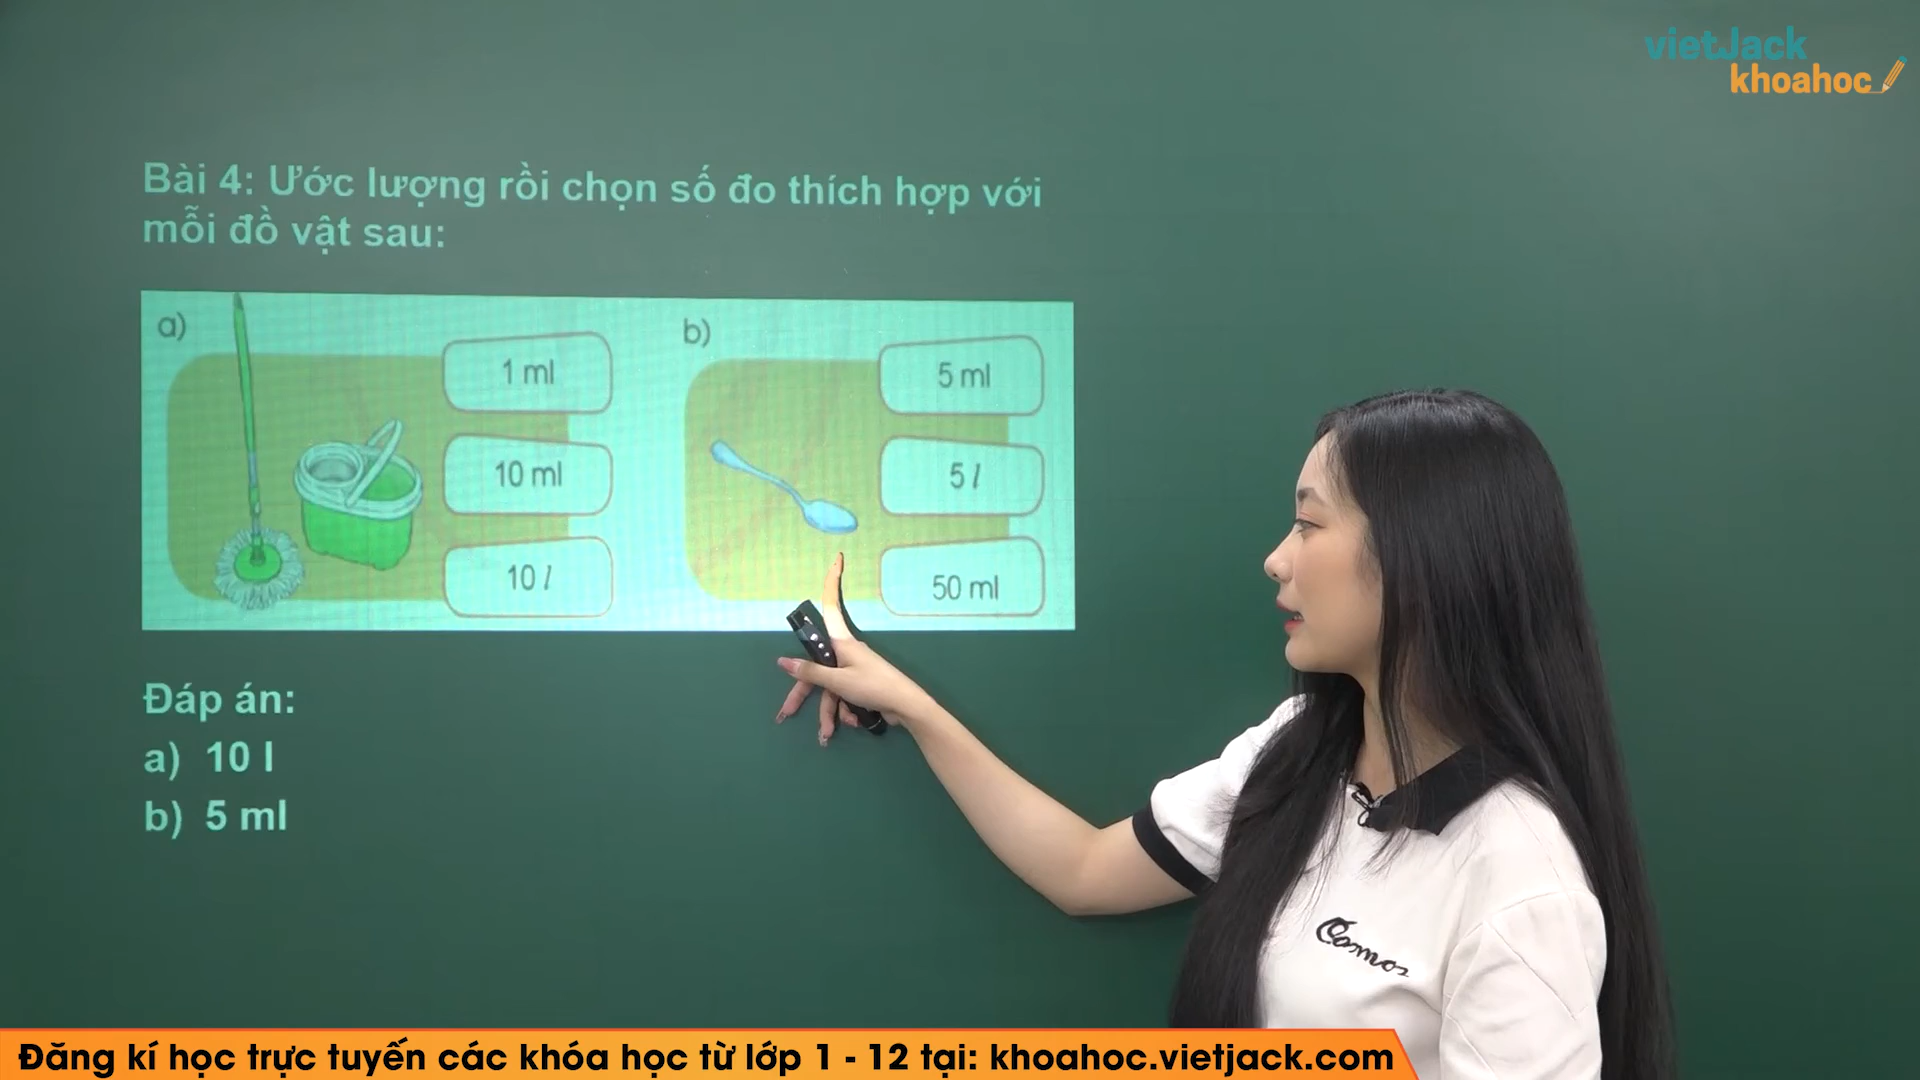 vietJack
khoahoc
Bài 4: Ước lượng rồi chọn số đo thích hợp với
mỗi đồ vật sau:
a)
1 ml
10 ml
10 l
b)
5 ml
5 l
50 ml
Đáp án:
a) 10 l
b) 5 ml
Cosmos
Đăng kí học trực tuyến các khóa học từ lớp 1 - 12 tại: khoahoc.vietjack.com